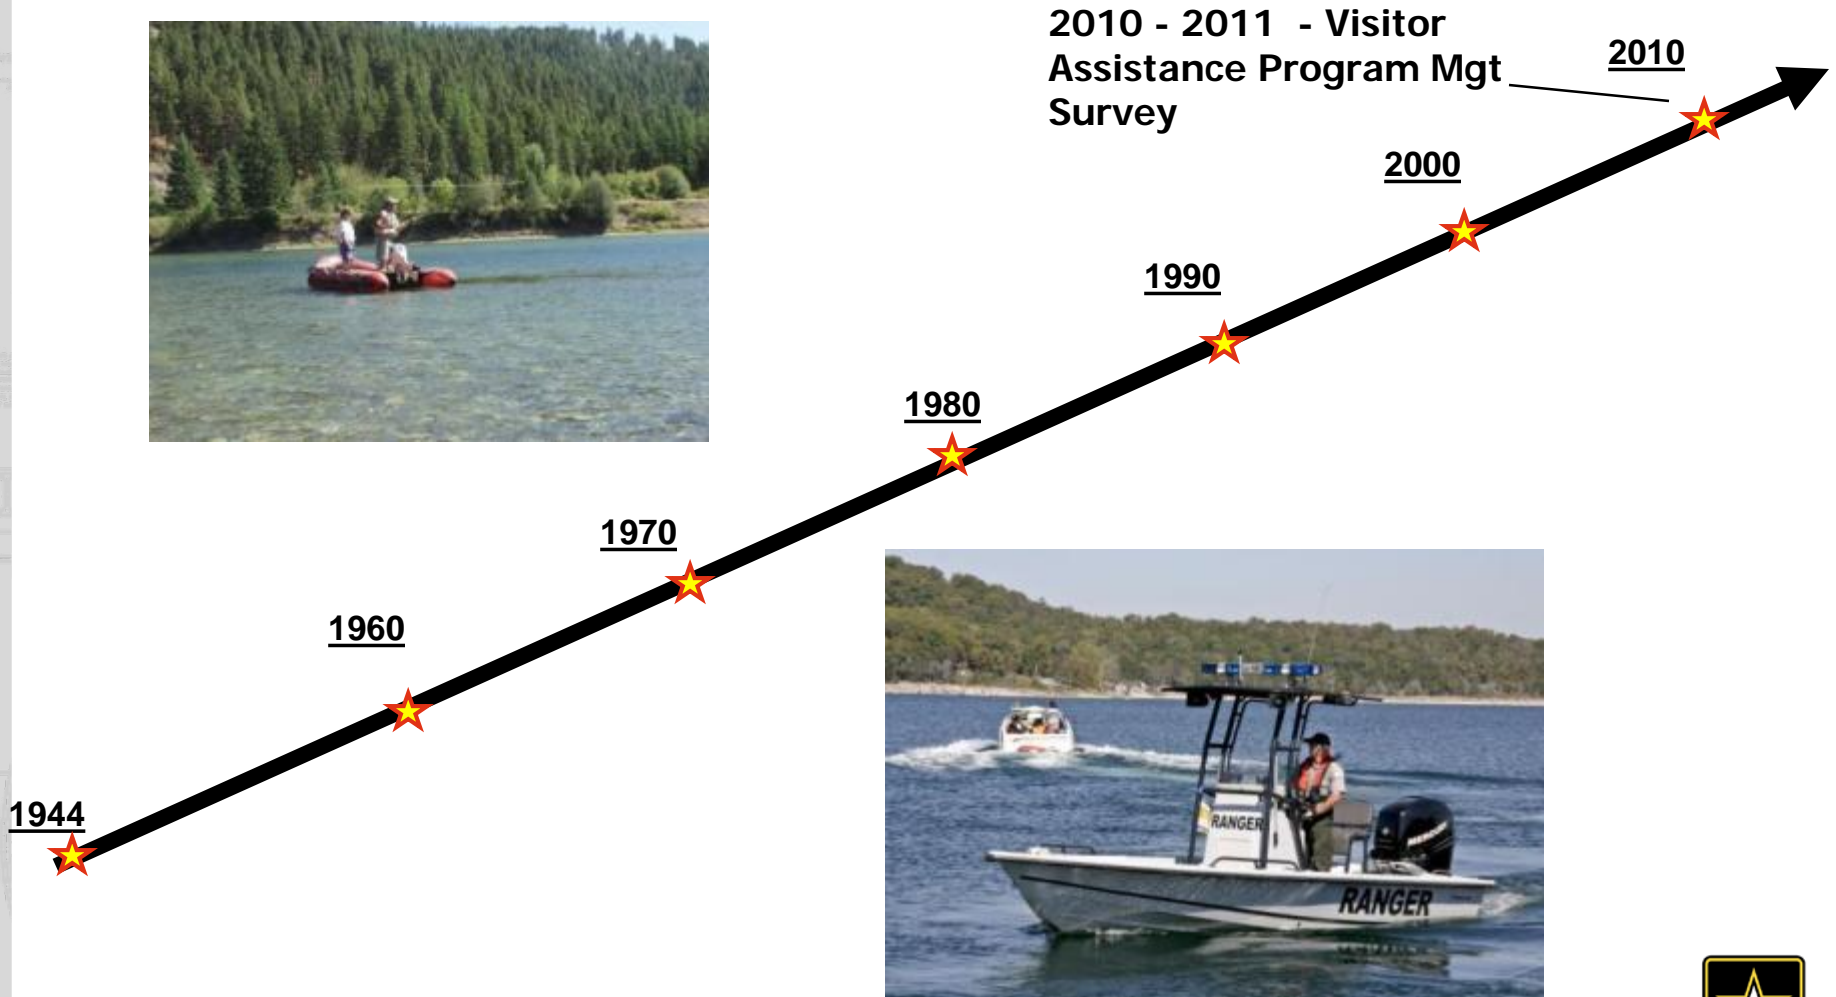 2010 - 2011 - Visitor
Assistance Program Mgt
Survey
2010
2000
1990
1980
1970
1960
1944
RANGER
RANGER